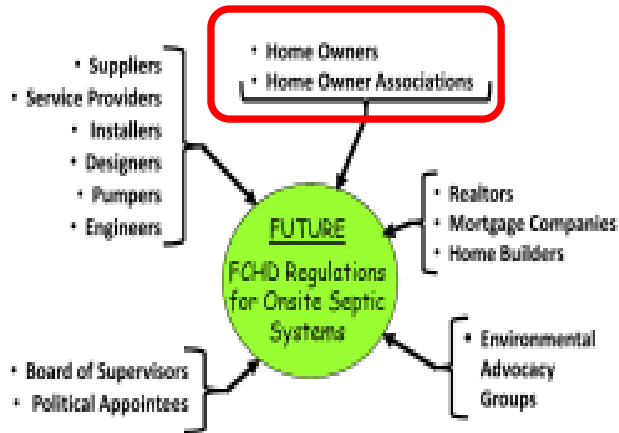 • Home Owners
• Home Owner Associations
• Suppliers
• Service Providers
• Installers
• Designers
• Pumpers
• Engineers
FUTURE
FCHD Regulations
for Onsite Septic
Systems
• Realtors
• Mortgage Companies
• Home Builders
• Board of Supervisors
• Political Appointees
• Environmental
Advocacy
Groups